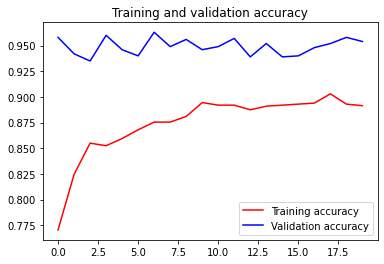 Training and validation accuracy
0.950
0.925
0.900
0.875
0.850
0.825
0.800
0.775
Training accuracy
Validation accuracy
0.0 2.5 5.0 7.5 10.0 12.5 15.0 17.5